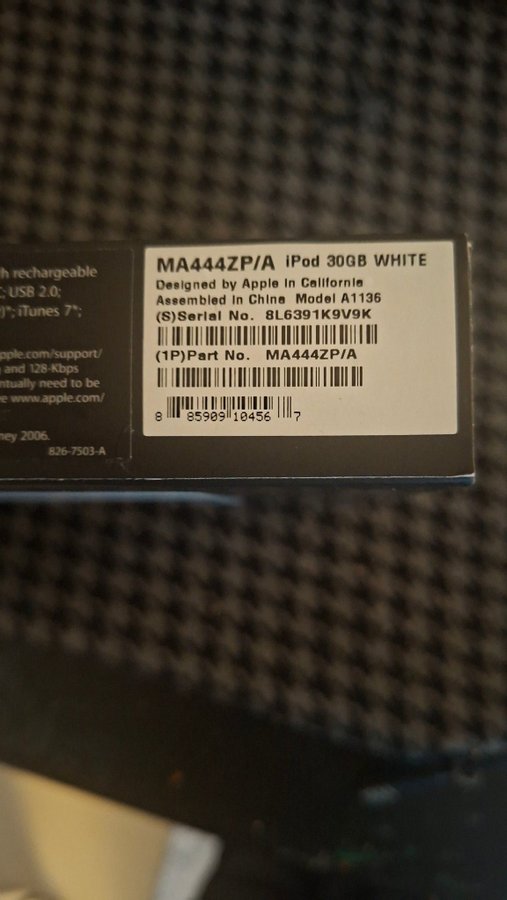 h rechargeable
C; USB 2.0;
)*; iTunes 7*;
pple.com/support/
and 128-Kbps
entually need to be
e www.apple.com/
ney 2006.
826-7503-A
MA444ZP/A iPod 30GB WHITE
Designed by Apple in California
Assembled in China Model A1136
(S)Serial No. 8L6391K9V9K
(1P)Part No. MA444ZP/A
8 85909 10456 7